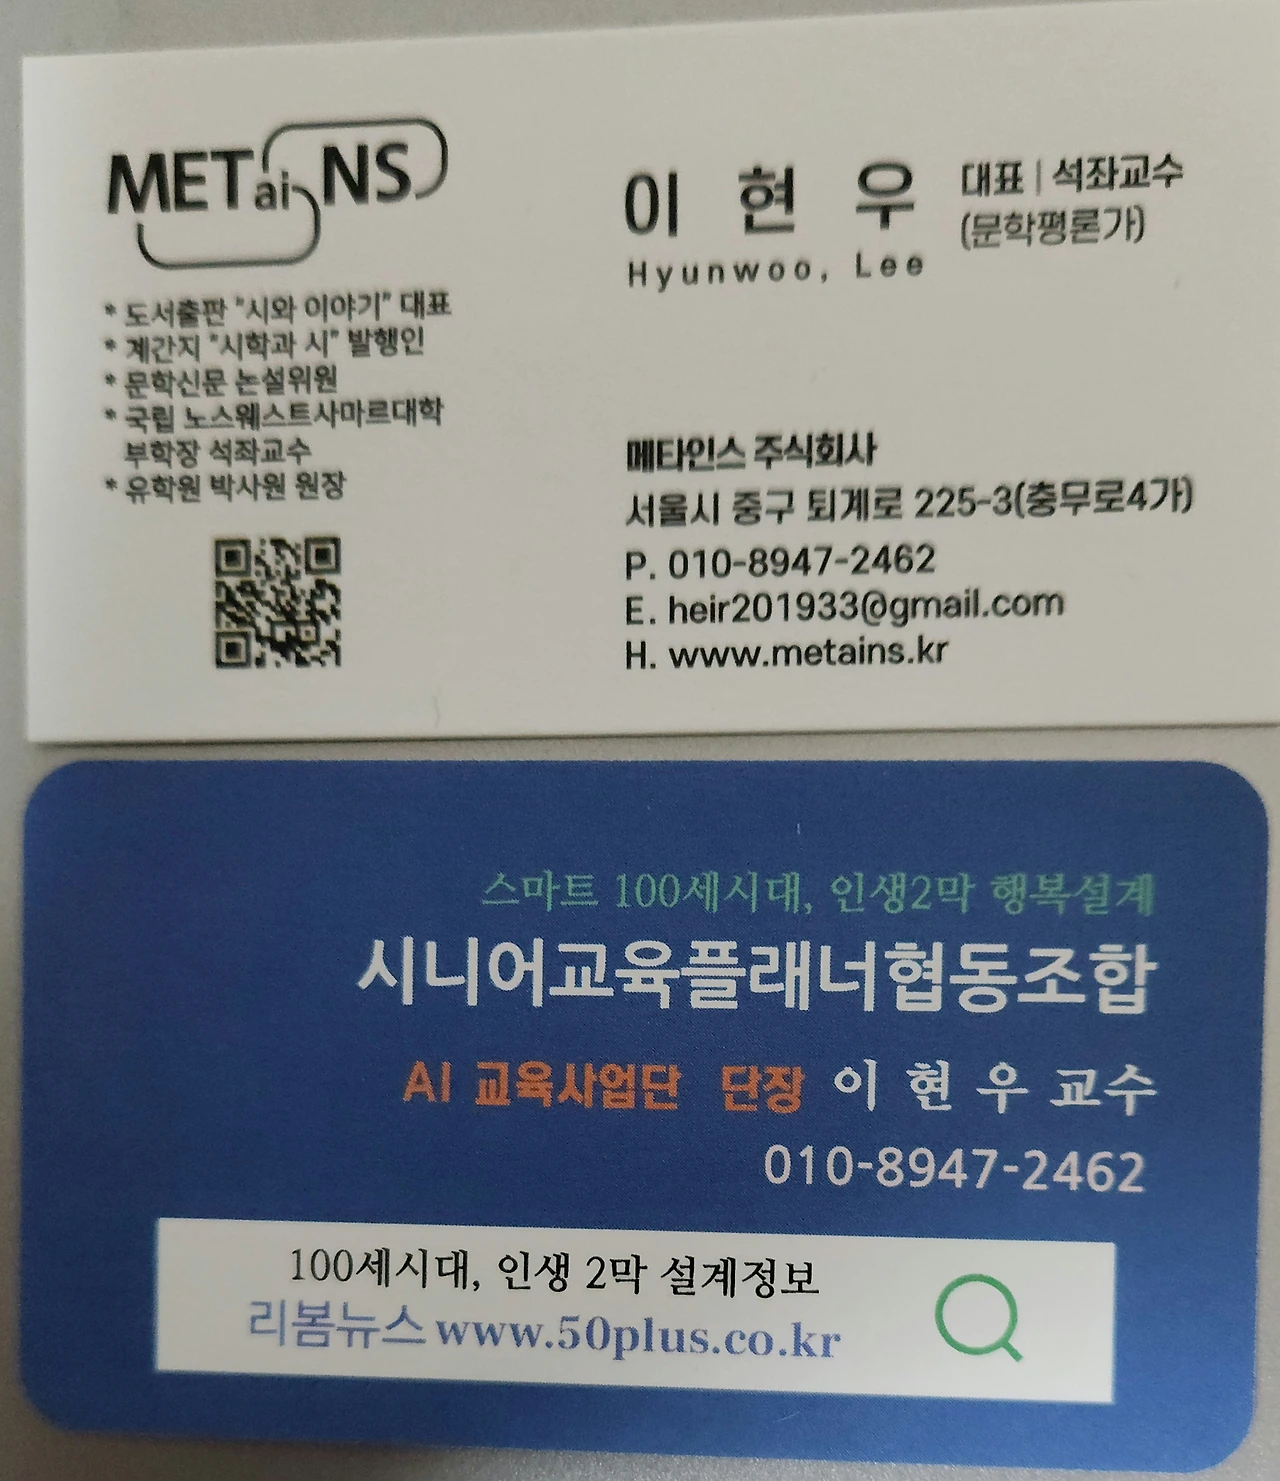 METaiNS
* 도서출판 "시와 이야기" 대표
* 계간지 "시학과 시" 발행인
* 문학신문 논설위원
* 국립 노스웨스트사마르대학
부학장 석좌교수
* 유학원 박사원 원장
이 현 우 대표 | 석좌교수
(문학평론가)
Hyunwoo, Lee
메타인스 주식회사
서울시 중구 퇴계로 225-3(충무로4가)
P. 010-8947-2462
E. heir201933@gmail.com
H. www.metains.kr
스마트 100세시대, 인생2막 행복설계
시니어교육플래너협동조합
AI 교육사업단 단장 이 현 우 교수
010-8947-2462
100세시대, 인생 2막 설계정보
리봄뉴스 www.50plus.co.kr